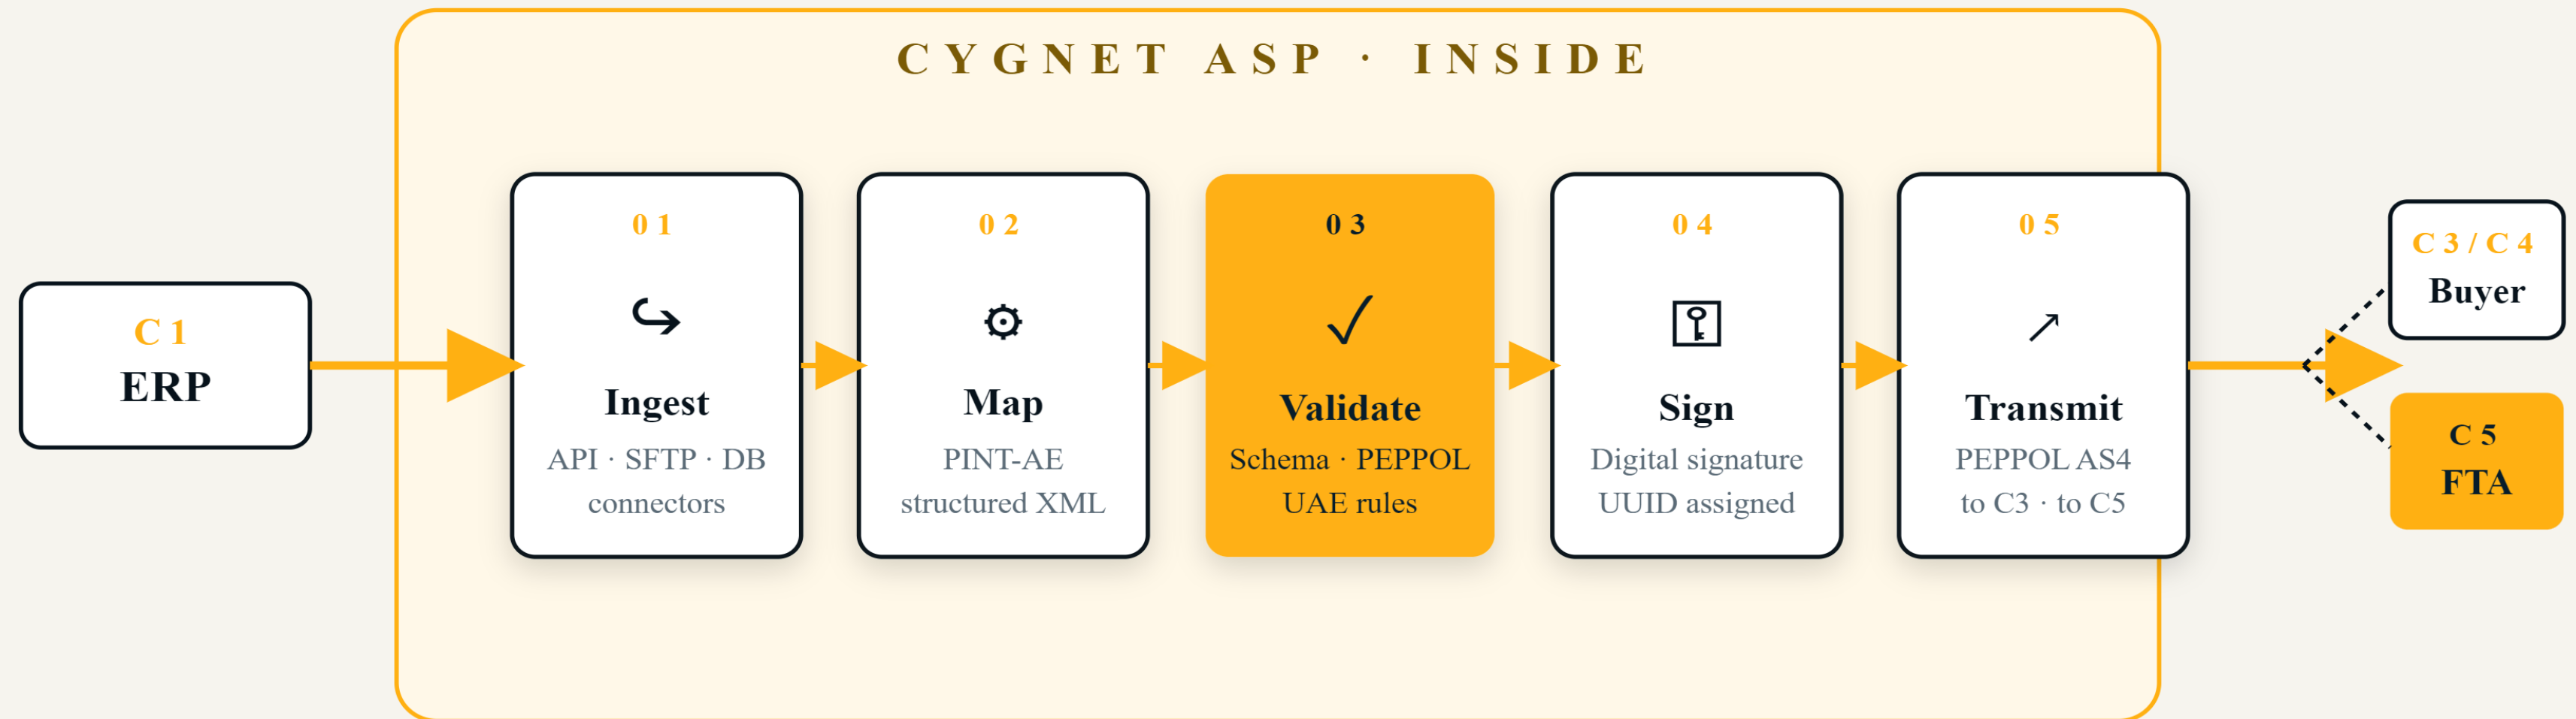 CYGNET ASP · INSIDE
C1
ERP
01
Ingest
API · SFTP · DB
connectors
02
Map
PINT-AE
structured XML
03
Validate
Schema · PEPPOL
UAE rules
04
Sign
Digital signature
UUID assigned
05
Transmit
PEPPOL AS4
to C3 · to C5
C3/C4
Buyer
C5
FTA